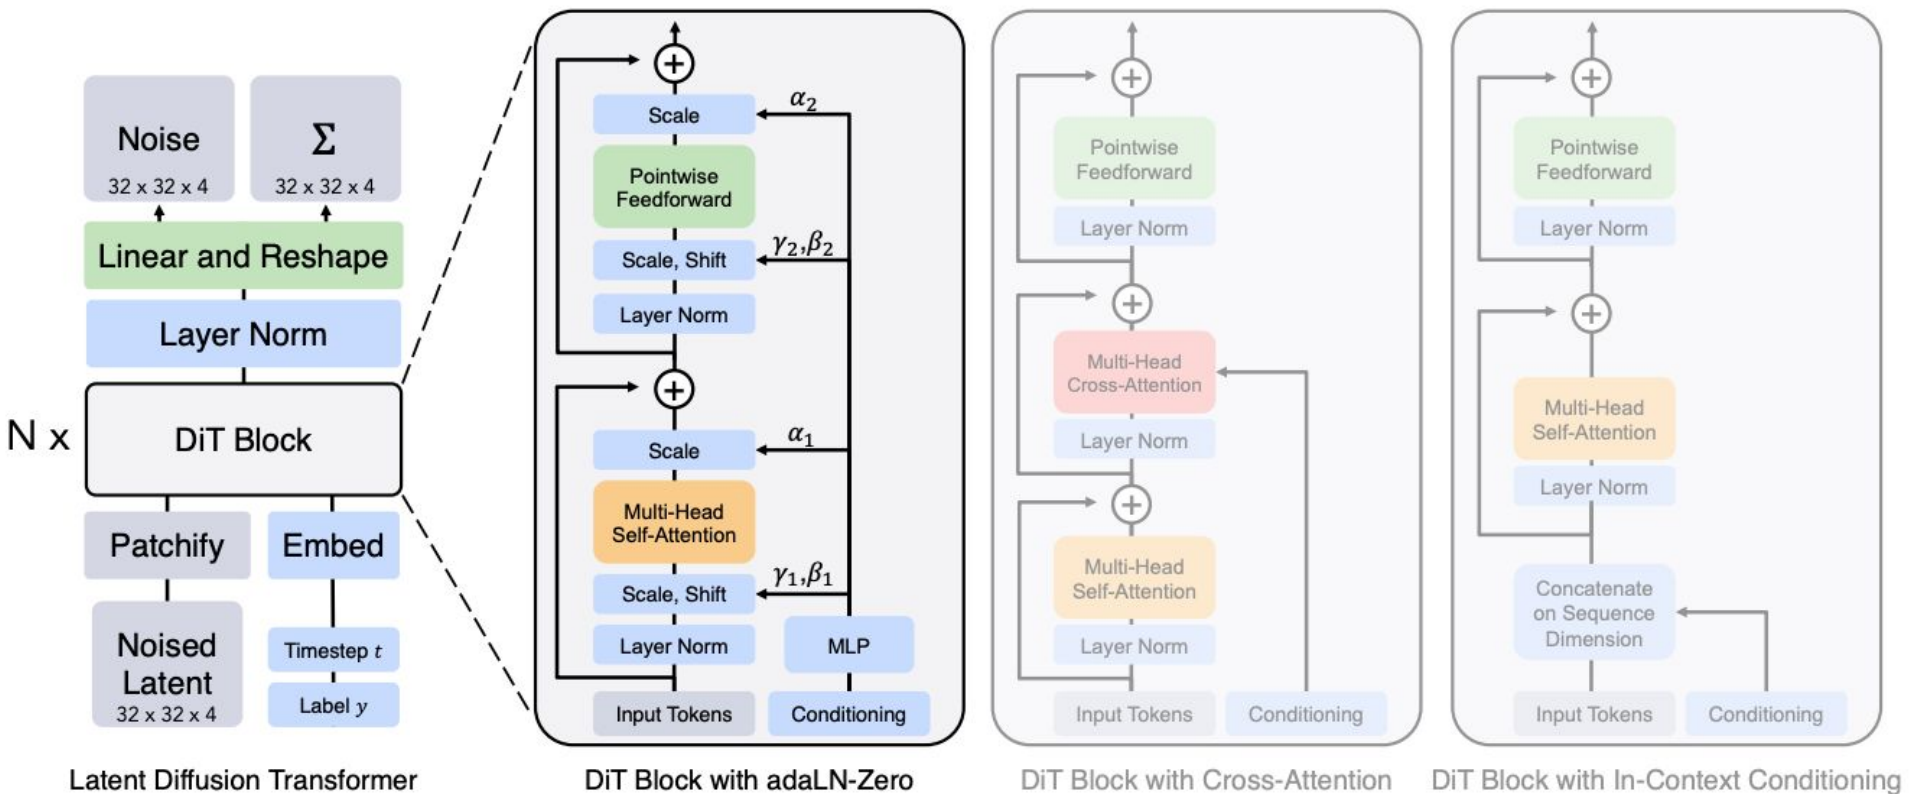 Noise
32 x 32 x 4
Σ
32 x 32 x 4
Linear and Reshape
Layer Norm
N x
DiT Block
Patchify
Embed
Noised
Latent
32 x 32 x 4
Timestep t
Label y
Latent Diffusion Transformer
+
Scale
α₂
Pointwise
Feedforward
Scale, Shift
γ₂,β₂
Layer Norm
+
Scale
α₁
Multi-Head
Self-Attention
Scale, Shift
γ₁,β₁
Layer Norm
MLP
Input Tokens
Conditioning
DiT Block with adaLN-Zero
+
Pointwise
Feedforward
Layer Norm
+
Multi-Head
Cross-Attention
Layer Norm
+
Multi-Head
Self-Attention
Layer Norm
Input Tokens
Conditioning
DiT Block with Cross-Attention
+
Pointwise
Feedforward
Layer Norm
+
Multi-Head
Self-Attention
Layer Norm
Concatenate
on Sequence
Dimension
Input Tokens
Conditioning
DiT Block with In-Context Conditioning